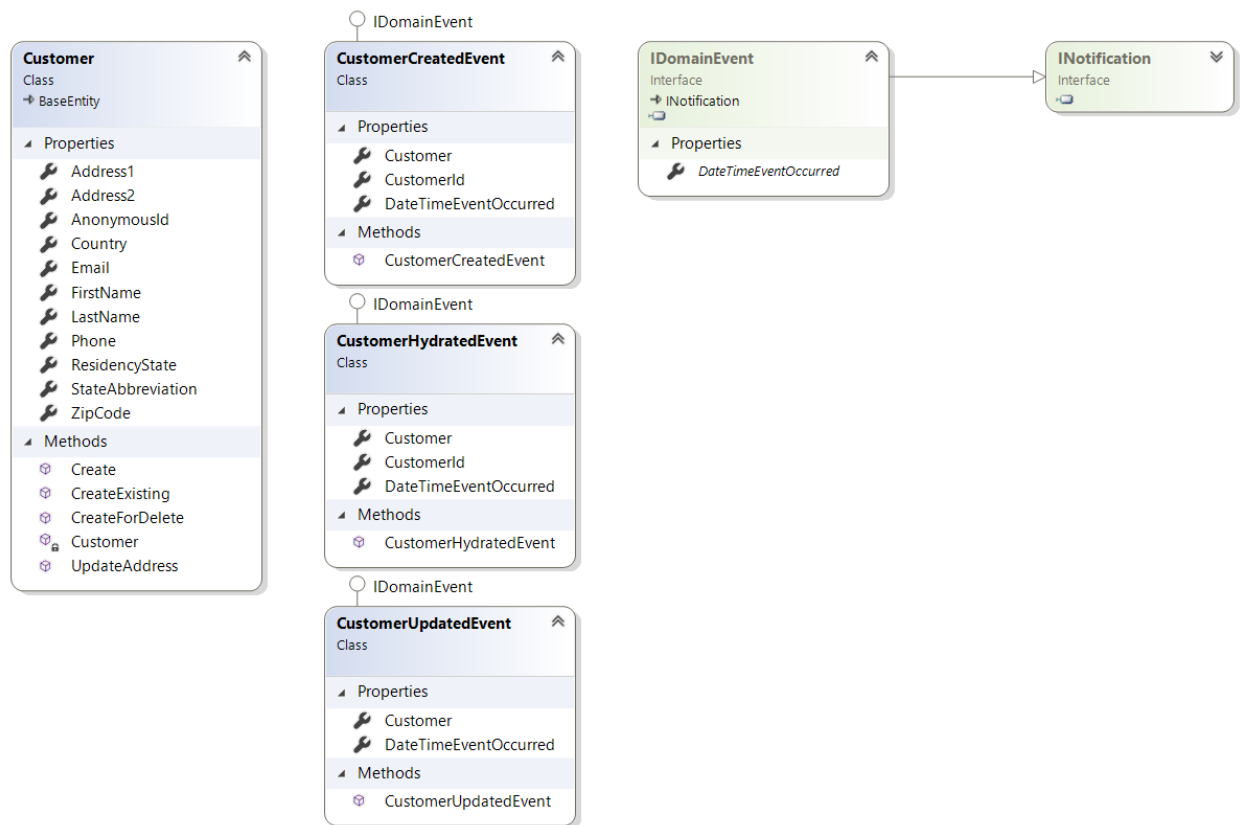 Customer
Class
BaseEntity
Properties
Address1
Address2
AnonymousId
Country
Email
FirstName
LastName
Phone
ResidencyState
StateAbbreviation
ZipCode
Methods
Create
CreateExisting
CreateForDelete
Customer
UpdateAddress
IDomainEvent
CustomerCreatedEvent
Class
Properties
Customer
CustomerId
DateTimeEventOccurred
Methods
CustomerCreatedEvent
IDomainEvent
CustomerHydratedEvent
Class
Properties
Customer
CustomerId
DateTimeEventOccurred
Methods
CustomerHydratedEvent
IDomainEvent
CustomerUpdatedEvent
Class
Properties
Customer
DateTimeEventOccurred
Methods
CustomerUpdatedEvent
IDomainEvent
Interface
INotification
Properties
DateTimeEventOccurred
INotification
Interface